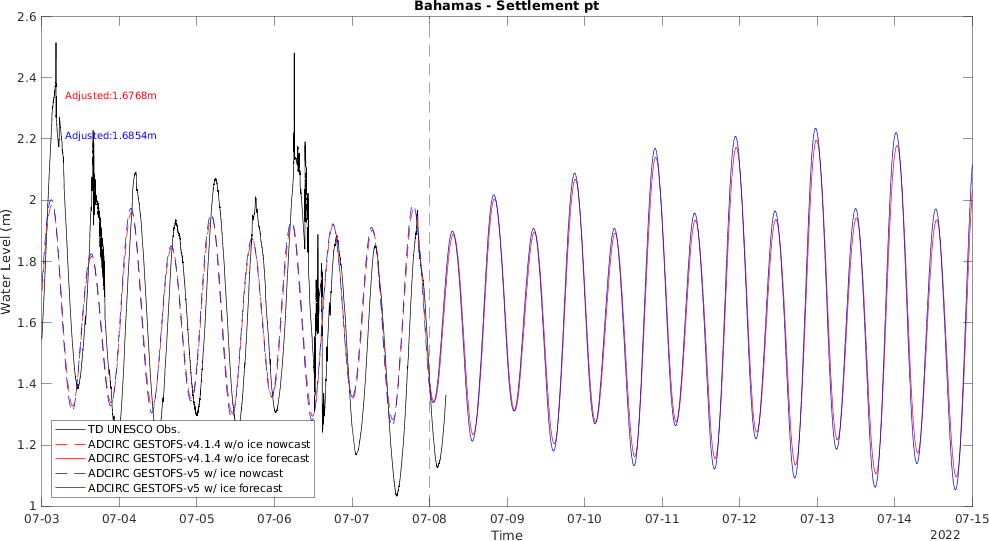 Bahamas - Settlement pt
2.6
2.4
2.2
2
1.8
1.6
1.4
1.2
1
Water Level (m)
Adjusted:1.6768m
Adjusted:1.6854m
TD UNESCO Obs.
ADCIRC GESTOFS-v4.1.4 w/o ice nowcast
ADCIRC GESTOFS-v4.1.4 w/o ice forecast
ADCIRC GESTOFS-v5 w/ ice nowcast
ADCIRC GESTOFS-v5 w/ ice forecast
07-03 07-04 07-05 07-06 07-07 07-08 07-09 07-10 07-11 07-12 07-13 07-14 07-15
Time
2022